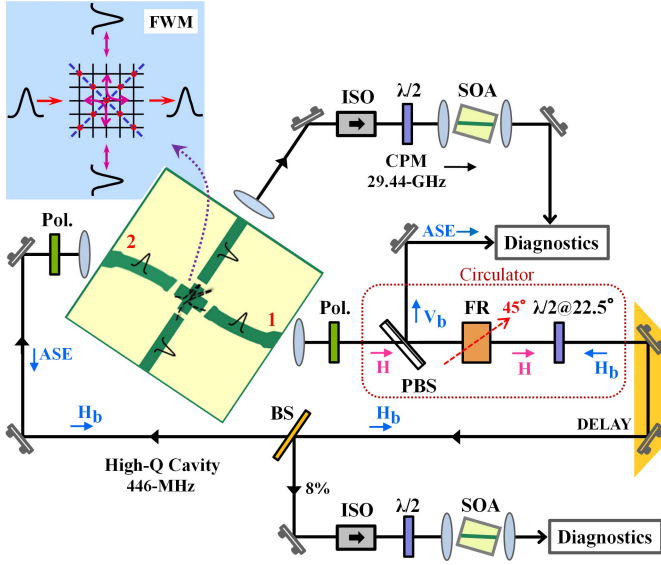 FWM
ISO
λ/2
SOA
CPM
29.44-GHz
Pol.
2
ASE
Diagnostics
Circulator
1
Pol.
V_b
FR
45°
λ/2@22.5°
H
PBS
H
H_b
ASE
H_b
BS
H_b
DELAY
High-Q Cavity
446-MHz
8%
ISO
λ/2
SOA
Diagnostics